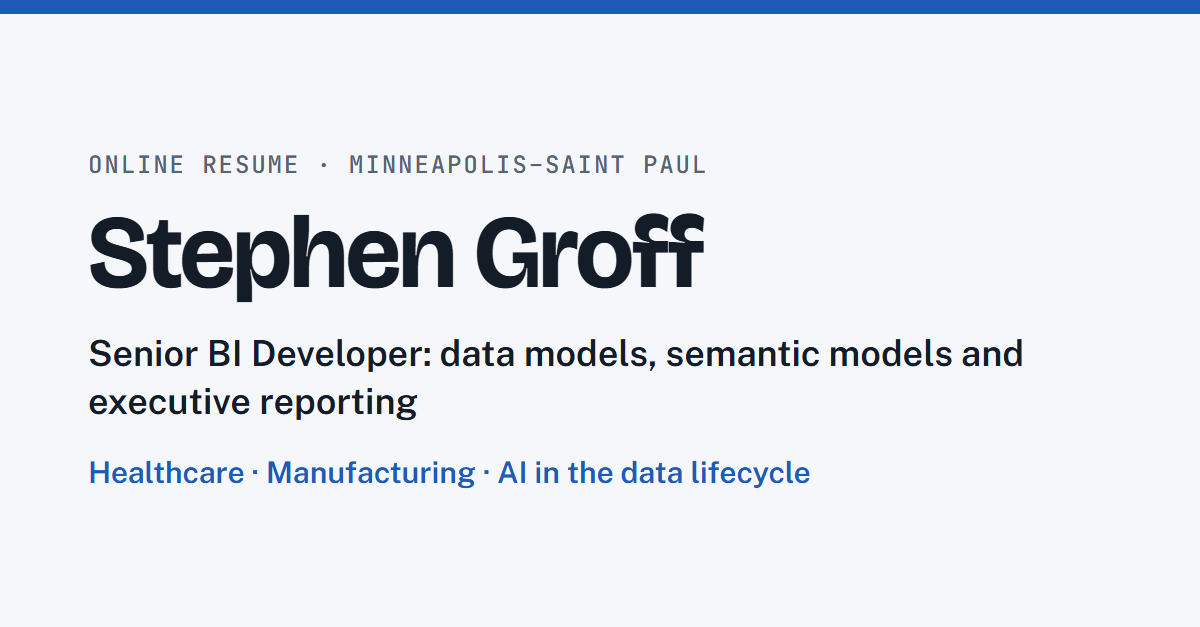 ONLINE RESUME · MINNEAPOLIS–SAINT PAUL
Stephen Groff
Senior BI Developer: data models, semantic models and
executive reporting
Healthcare · Manufacturing · AI in the data lifecycle